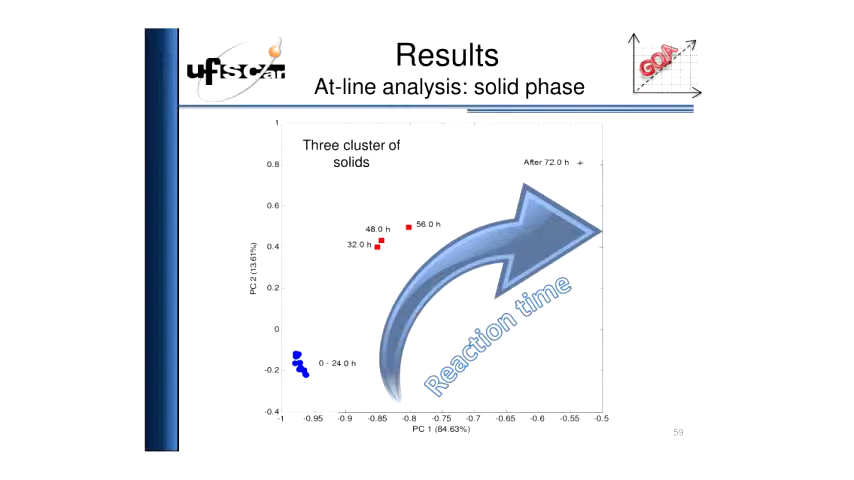 ufscar
Results
GOA
At-line analysis: solid phase
Three cluster of
solids
After 72.0 h
56.0 h
48.0 h
32.0 h
0 - 24.0 h
Reaction time
PC 2 (13.61%)
1
0.8
0.6
0.4
0.2
0
-0.2
-0.4
-1
-0.95
-0.9
-0.85
-0.8
-0.75
-0.7
-0.65
-0.6
-0.55
-0.5
PC 1 (84.63%)
59